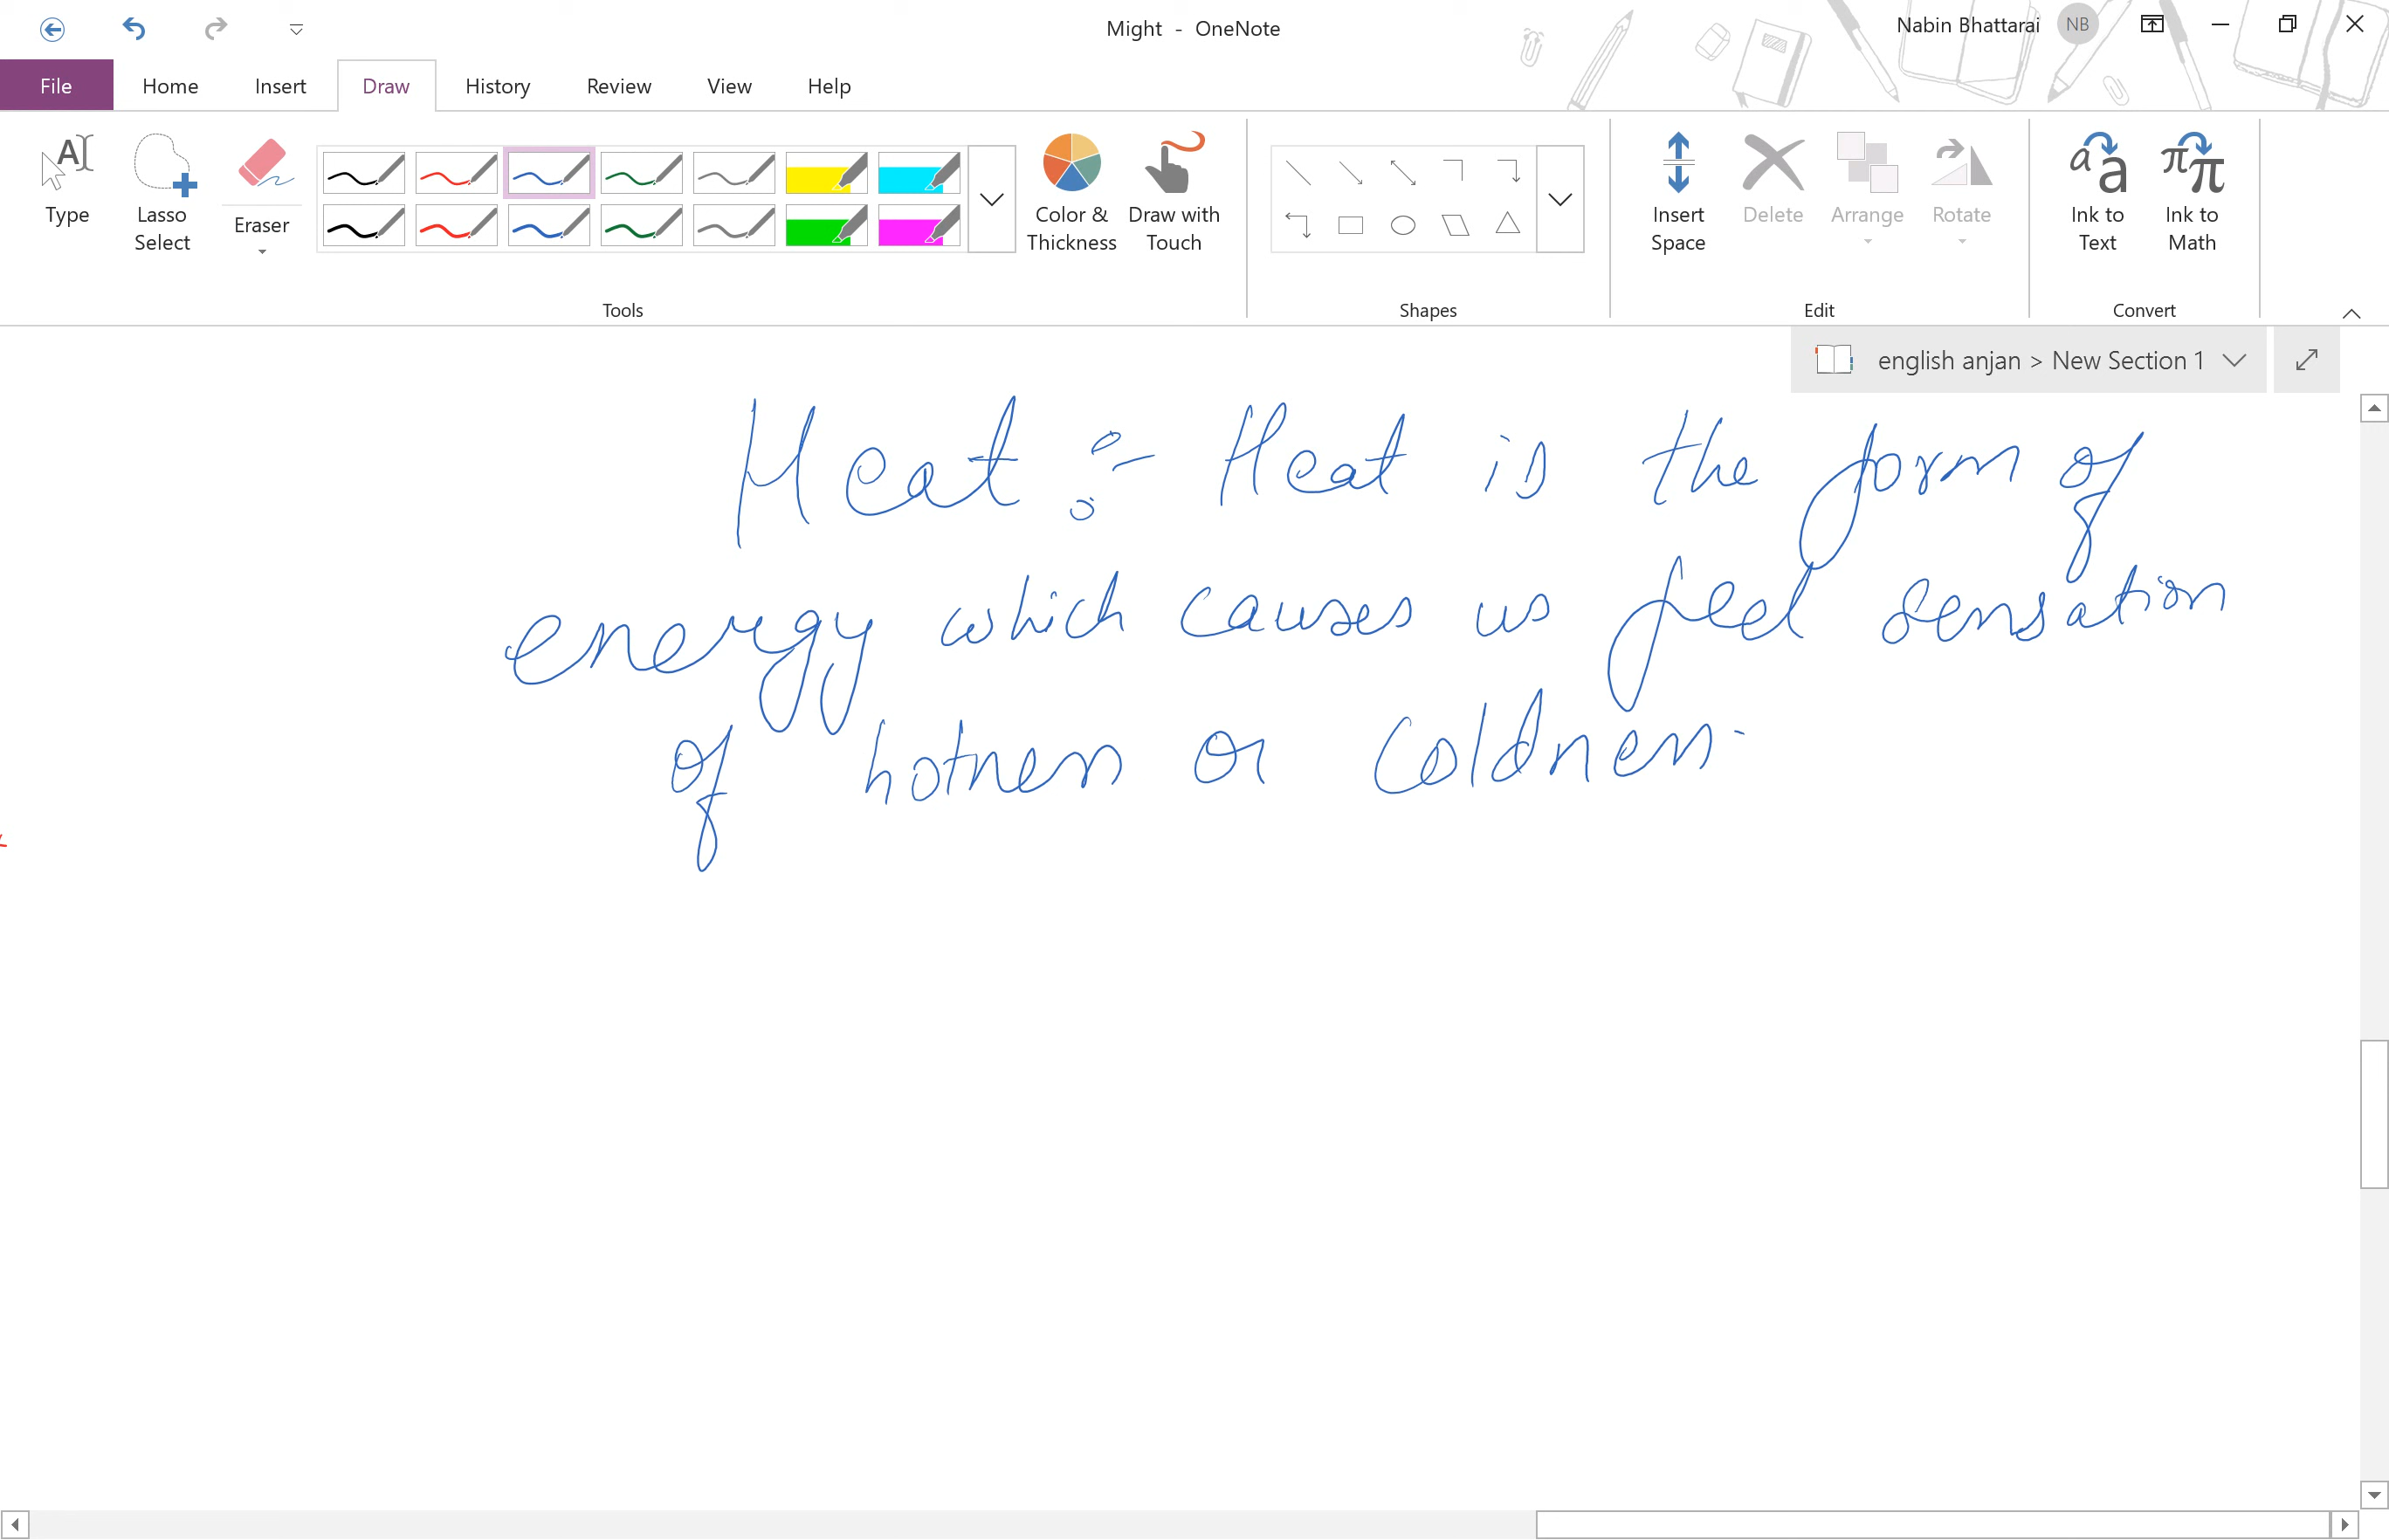 Might - OneNote
Nabin Bhattarai NB
File Home Insert Draw History Review View Help
Type
Lasso Select
Eraser
Color & Thickness
Draw with Touch
Insert Space
Delete
Arrange
Rotate
Ink to Text
Ink to Math
Tools
Shapes
Edit
Convert
english anjan > New Section 1
Heat :- Heat is the form of
energy which causes us feel sensation
of hotness or coldness.